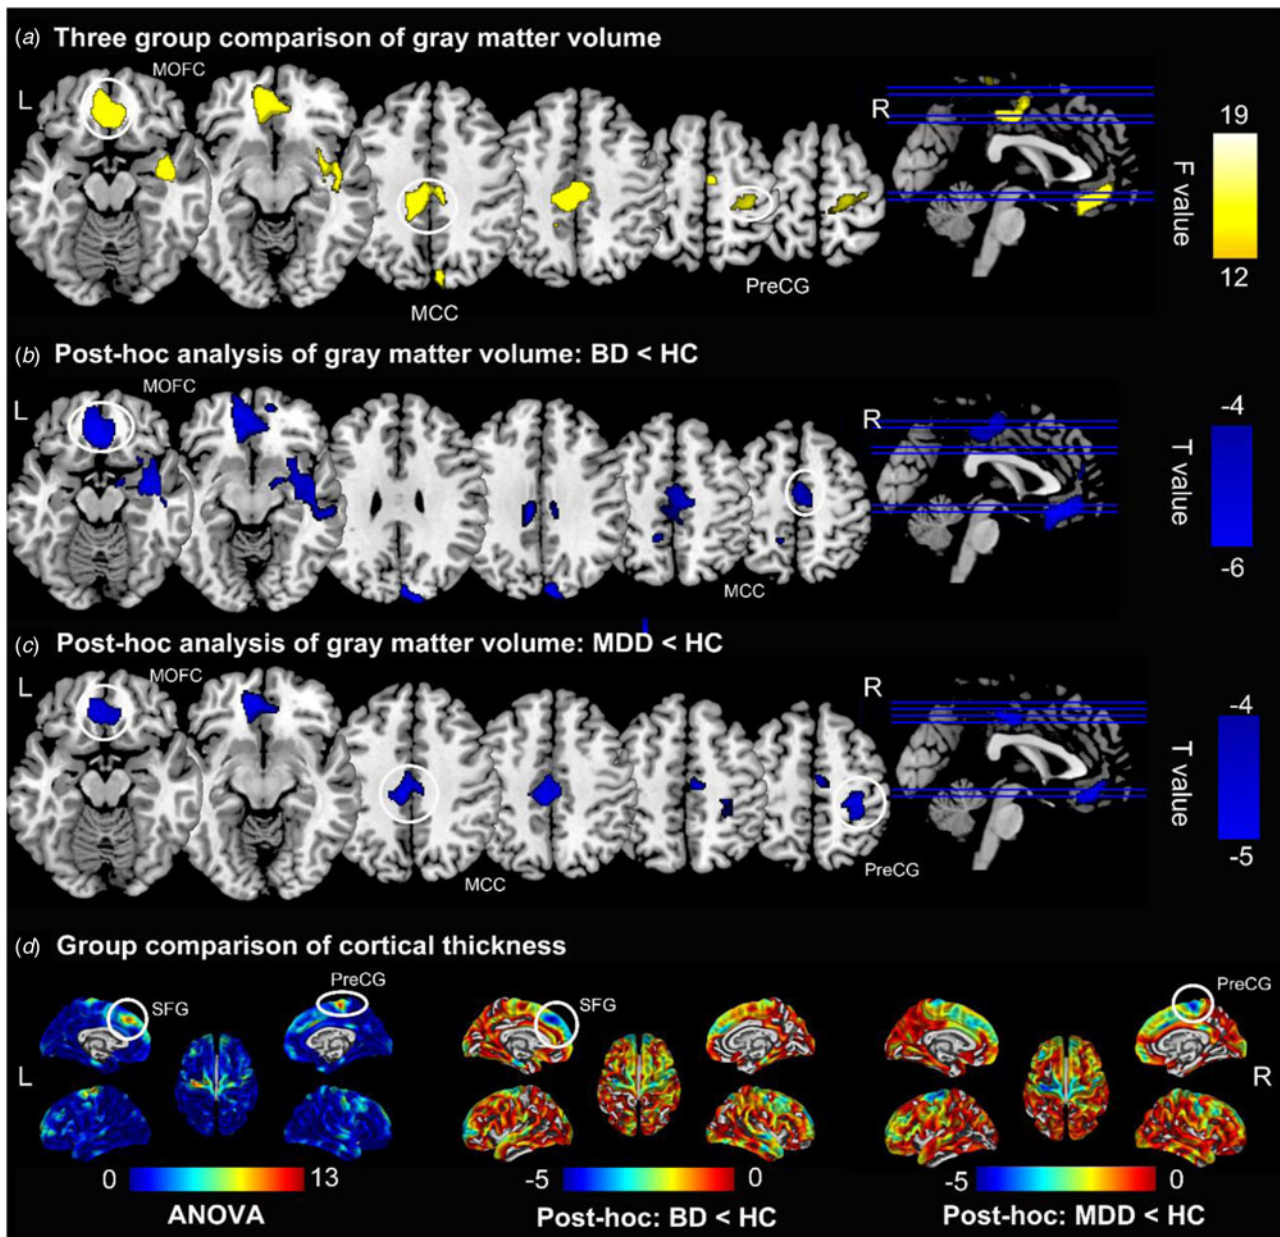 (a) Three group comparison of gray matter volume
MOFC
L
R
19
F value
12
PreCG
MCC
(b) Post-hoc analysis of gray matter volume: BD < HC
MOFC
L
R
-4
T value
-6
MCC
(c) Post-hoc analysis of gray matter volume: MDD < HC
MOFC
L
R
-4
T value
-5
PreCG
MCC
(d) Group comparison of cortical thickness
SFG
PreCG
SFG
PreCG
L
R
0
13
-5
0
-5
0
ANOVA
Post-hoc: BD < HC
Post-hoc: MDD < HC